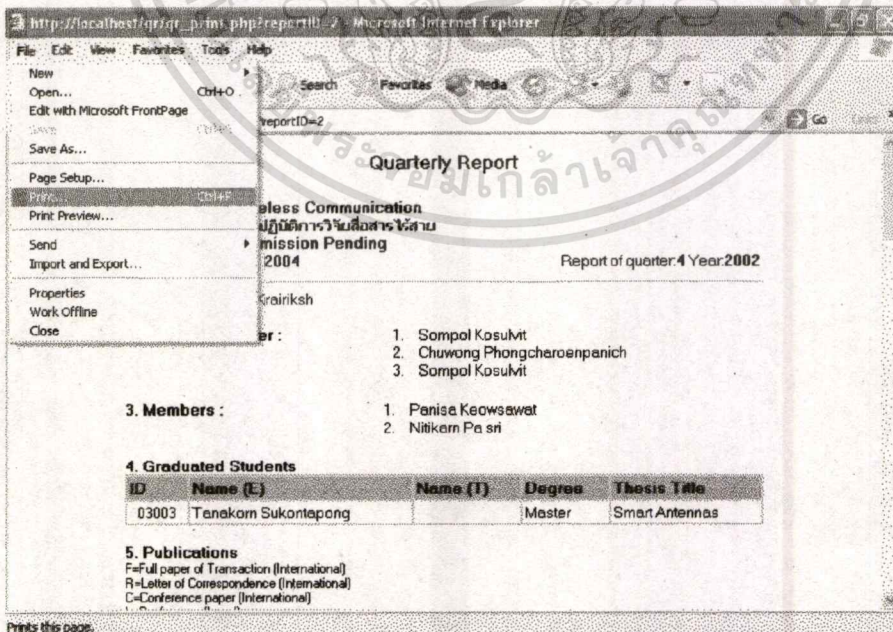 http://localhost/qr/qr_print.php?reportID=2 - Microsoft Internet Explorer
File Edit View Favorites Tools Help
New
Open... Ctrl+O
Edit with Microsoft FrontPage
Save Ctrl+S
Save As...
Page Setup...
Print... Ctrl+P
Print Preview...
Send
Import and Export...
Properties
Work Offline
Close
Search Favorites Media
reportID=2
Go
Quarterly Report
eless Communication
ปฏิบัติการวิจัยสื่อสารไร้สาย
mission Pending
2004 Report of quarter:4 Year:2002
Krairiksh
er :
1. Sompol Kosulvit
2. Chuwong Phongcharoenpanich
3. Sompol Kosulvit
3. Members :
1. Panisa Keowsawat
2. Nitikarn Pa sri
4. Graduated Students
ID Name (E) Name (T) Degree Thesis Title
03003 Tanakorn Sukontapong Master Smart Antennas
5. Publications
F=Full paper of Transaction (International)
R=Letter of Correspondence (International)
C=Conference paper (International)
Prints this page.